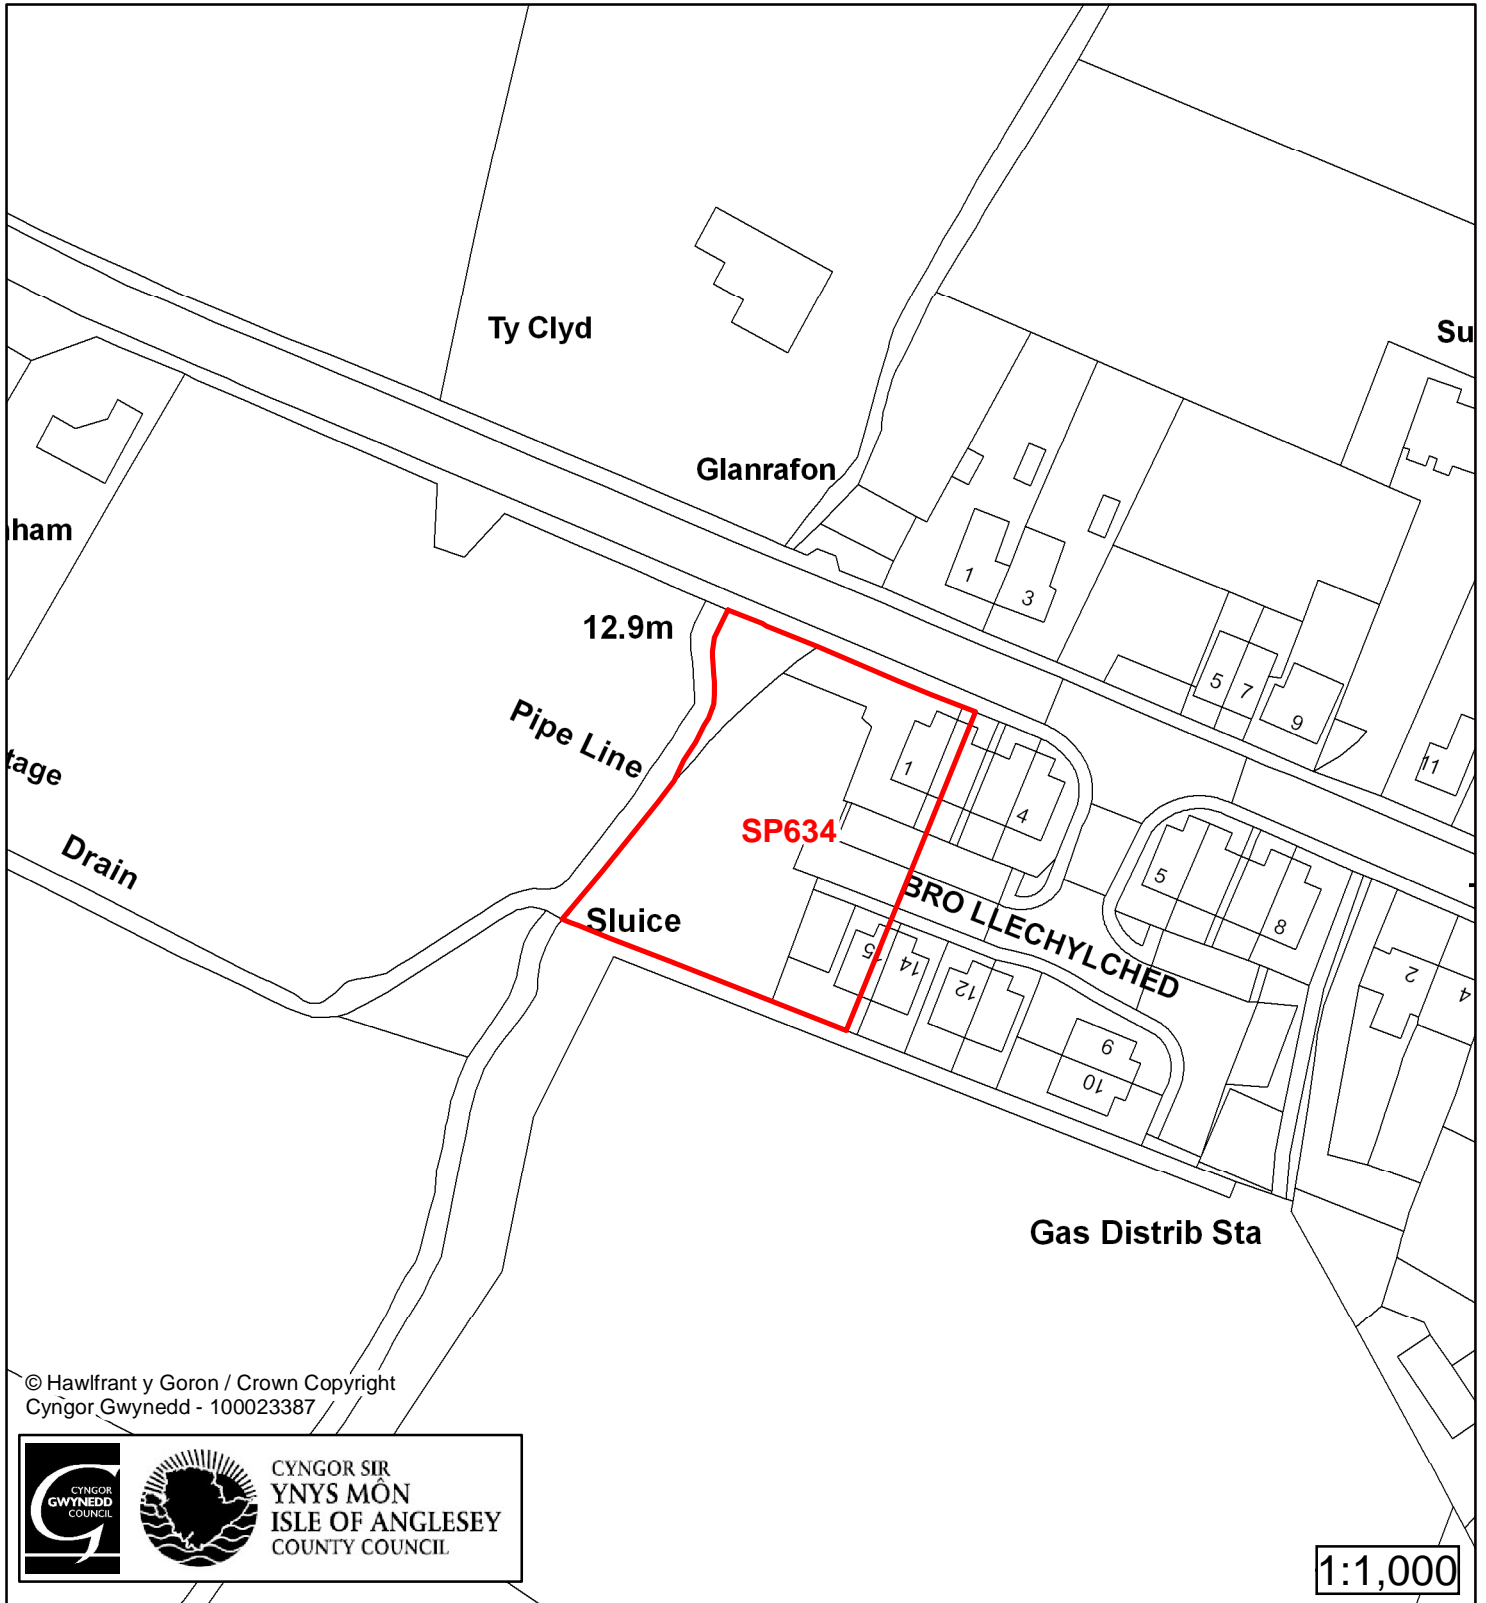 Ty Clyd
Su
Glanrafon
ham
1
3
12.9m
5
7
9
Pipe Line
11
tage
1
4
SP634
Drain
5
BRO LLECHYLCHED
Sluice
8
15
14
12
2
4
9
10
Gas Distrib Sta
© Hawlfrant y Goron / Crown Copyright
Cyngor Gwynedd - 100023387
CYNGOR
GWYNEDD
COUNCIL
CYNGOR SIR
YNYS MÔN
ISLE OF ANGLESEY
COUNTY COUNCIL
1:1,000